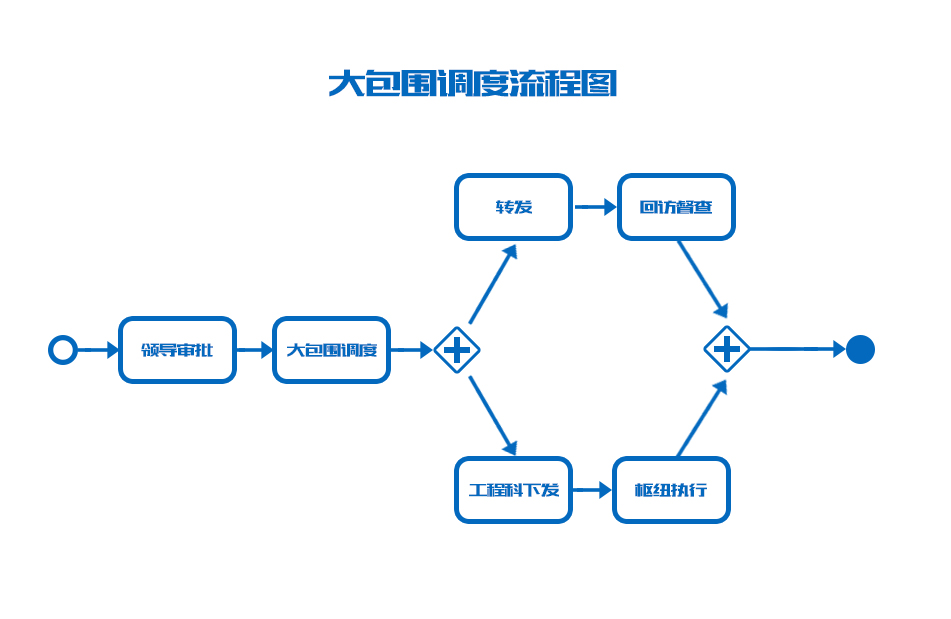 大包围调度流程图
转发
回访督查
领导审批
大包围调度
工程科下发
枢纽执行